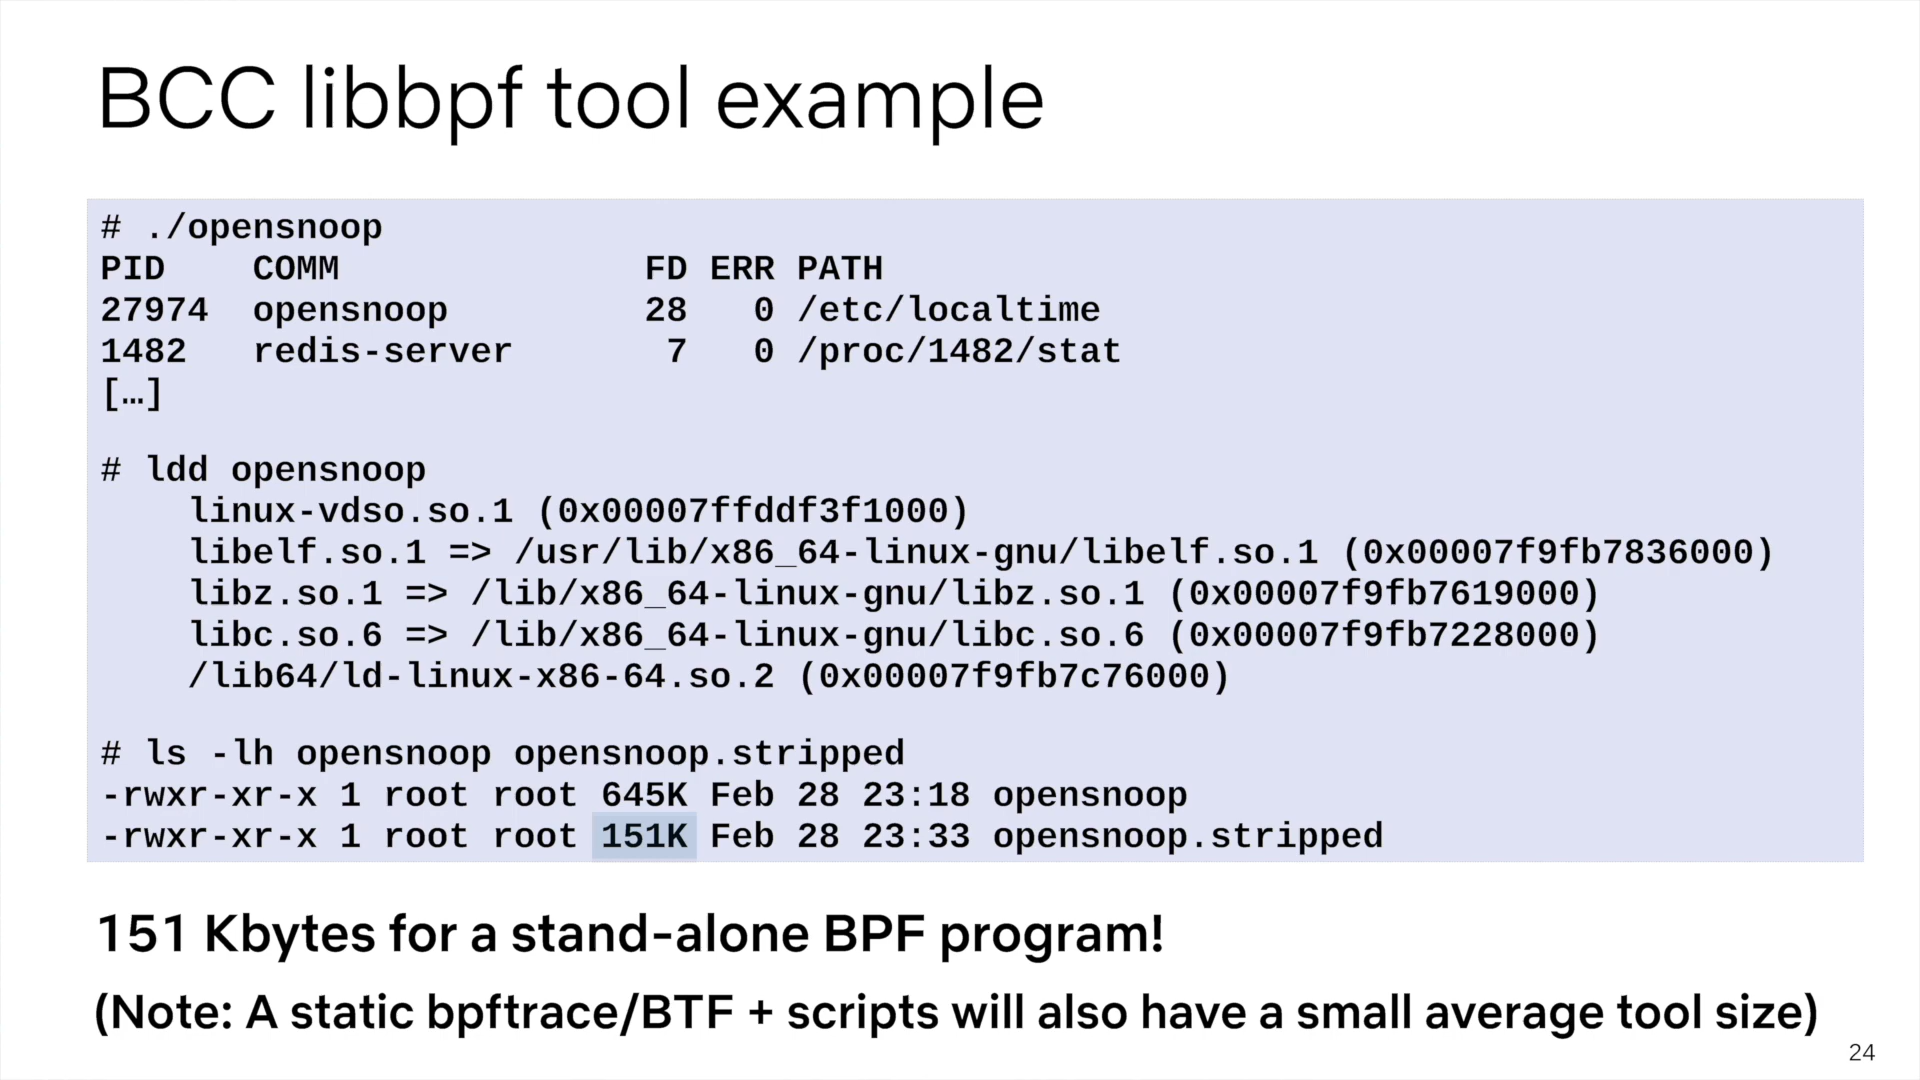 BCC libbpf tool example
# ./opensnoop
PID    COMM              FD ERR PATH
27974  opensnoop         28   0 /etc/localtime
1482   redis-server       7   0 /proc/1482/stat
[…]
# ldd opensnoop
    linux-vdso.so.1 (0x00007ffddf3f1000)
    libelf.so.1 => /usr/lib/x86_64-linux-gnu/libelf.so.1 (0x00007f9fb7836000)
    libz.so.1 => /lib/x86_64-linux-gnu/libz.so.1 (0x00007f9fb7619000)
    libc.so.6 => /lib/x86_64-linux-gnu/libc.so.6 (0x00007f9fb7228000)
    /lib64/ld-linux-x86-64.so.2 (0x00007f9fb7c76000)
# ls -lh opensnoop opensnoop.stripped
-rwxr-xr-x 1 root root 645K Feb 28 23:18 opensnoop
-rwxr-xr-x 1 root root 151K Feb 28 23:33 opensnoop.stripped
151 Kbytes for a stand-alone BPF program!
(Note: A static bpftrace/BTF + scripts will also have a small average tool size)
24